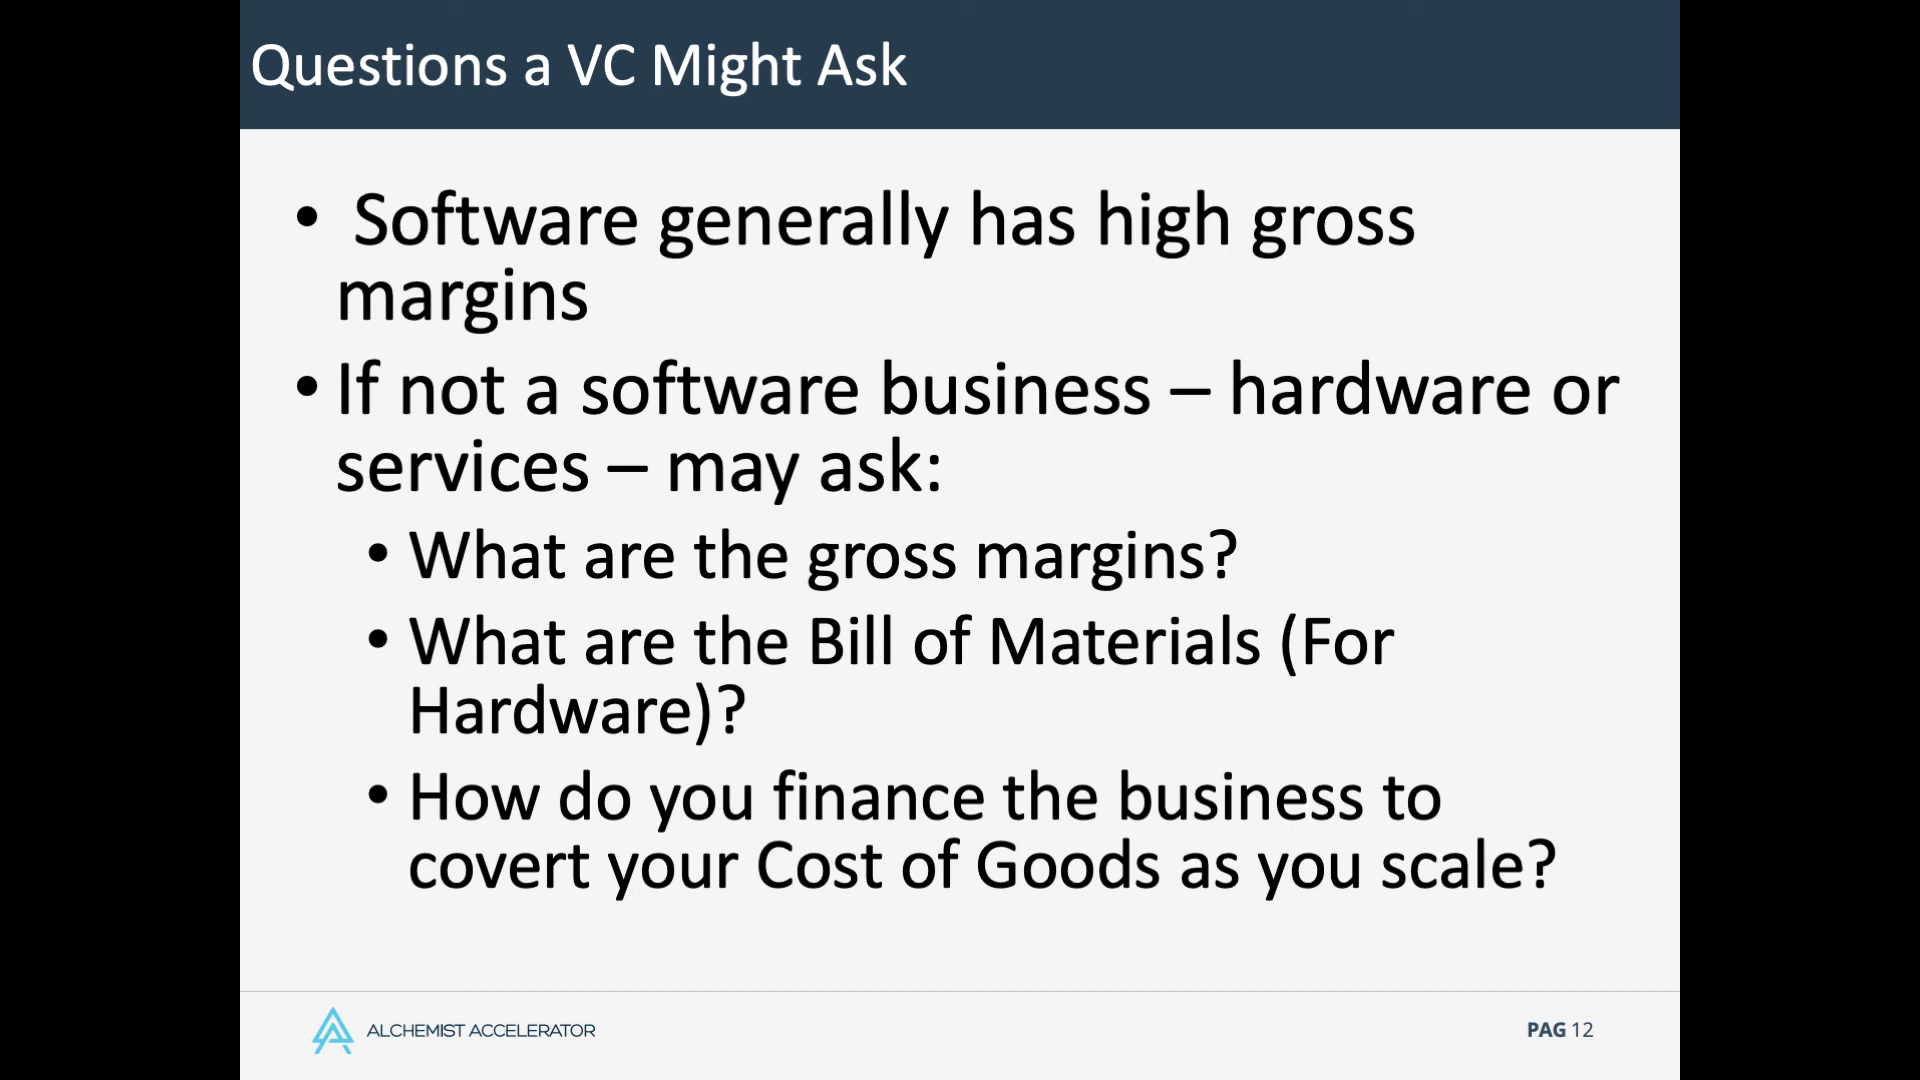 Questions a VC Might Ask
• Software generally has high gross
margins
• If not a software business – hardware or
services – may ask:
• What are the gross margins?
• What are the Bill of Materials (For
Hardware)?
• How do you finance the business to
covert your Cost of Goods as you scale?
ALCHEMIST ACCELERATOR
PAG 12